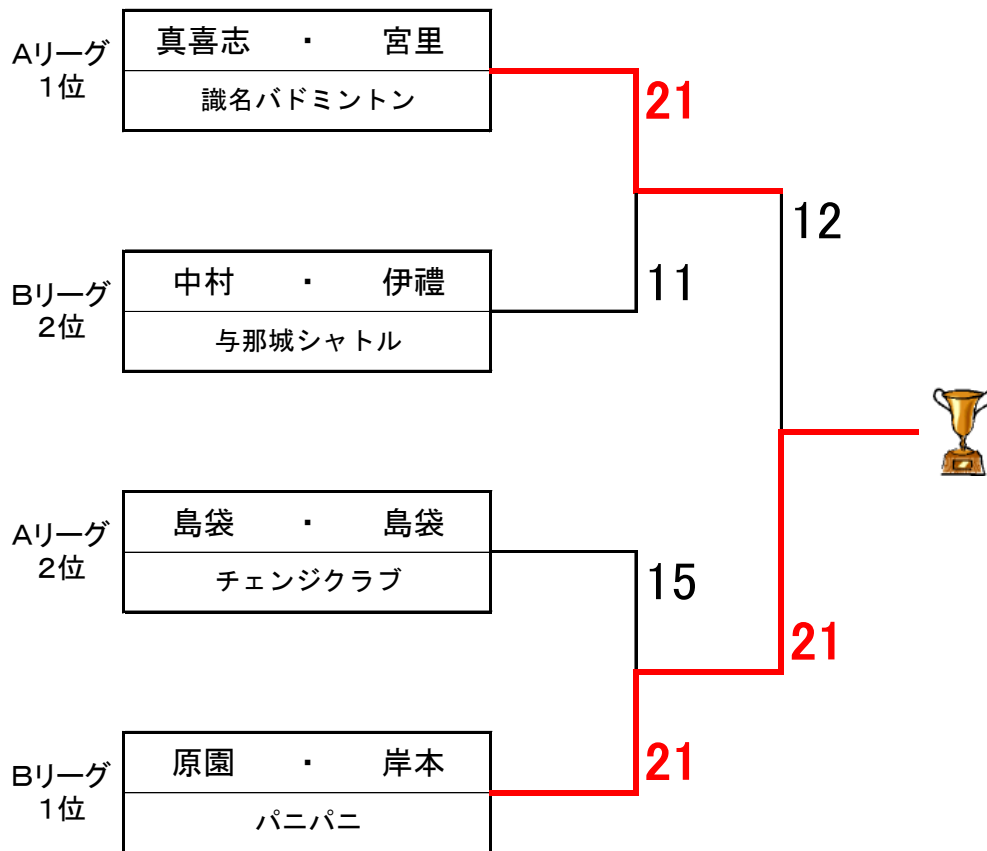 Aリーグ
1位
真喜志 ・ 宮里
識名バドミントン
21
12
Bリーグ
2位
中村 ・ 伊禮
与那城シャトル
11
Aリーグ
2位
島袋 ・ 島袋
チェンジクラブ
15
21
Bリーグ
1位
原園 ・ 岸本
パニパニ
21